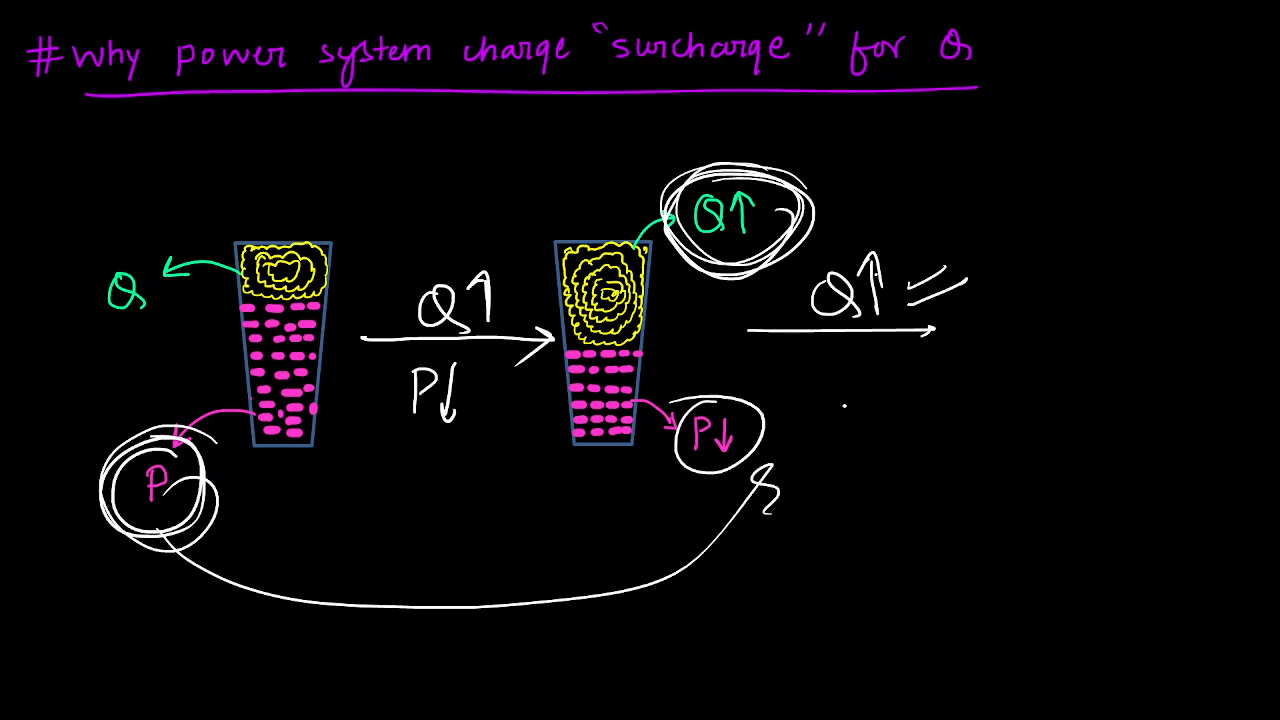 # Why power system charge "surcharge" for Q
Q↑
Q
Q↑
Q↑
P↓
P↓
P